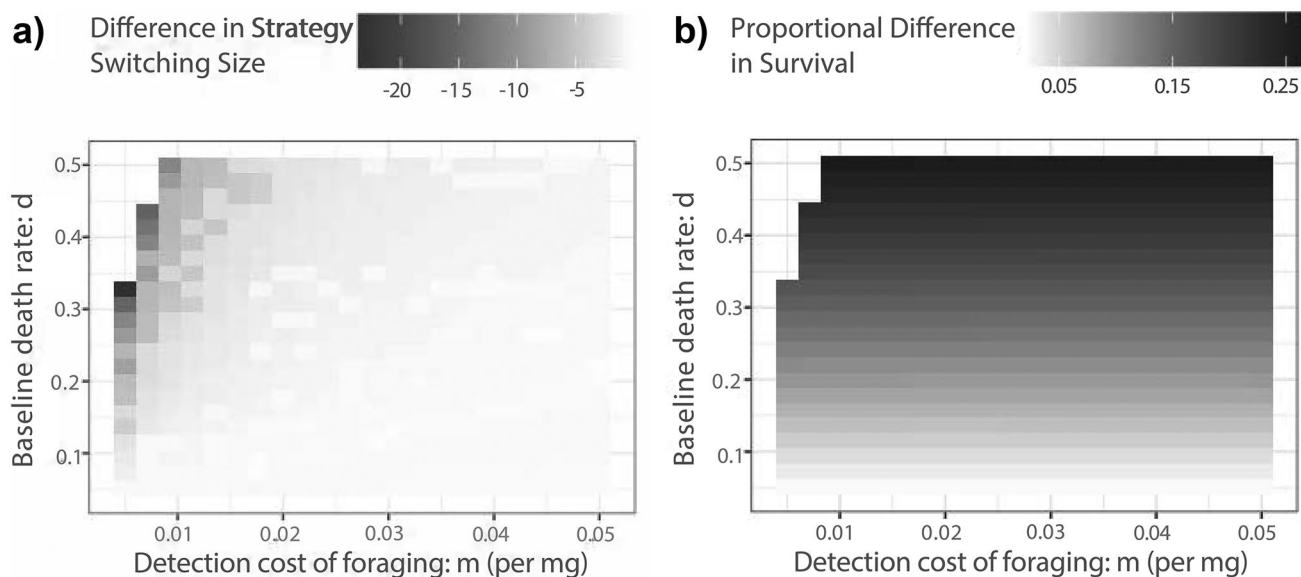 a) Difference in Strategy
Switching Size
-20 -15 -10 -5
0.5
0.4
0.3
0.2
0.1
Baseline death rate: d
0.01 0.02 0.03 0.04 0.05
Detection cost of foraging: m (per mg)
b) Proportional Difference
in Survival
0.05 0.15 0.25
0.5
0.4
0.3
0.2
0.1
Baseline death rate: d
0.01 0.02 0.03 0.04 0.05
Detection cost of foraging: m (per mg)